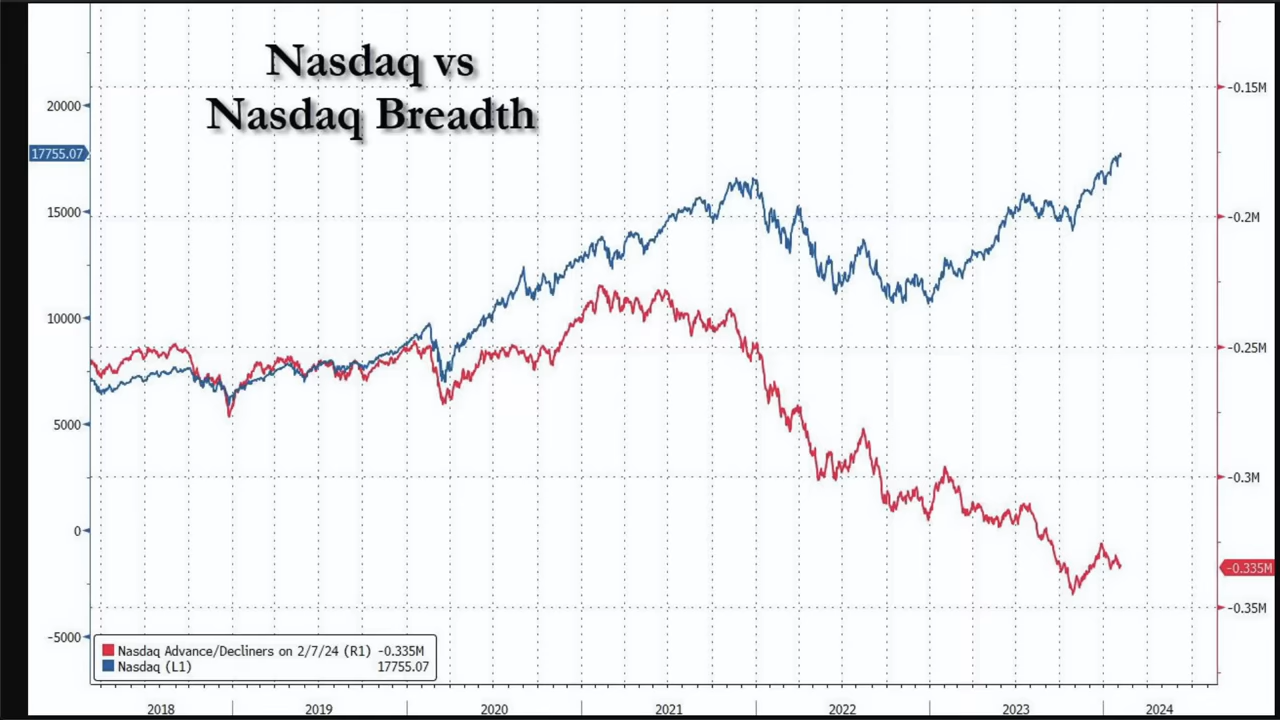 Nasdaq vs
Nasdaq Breadth
20000
17755.07
15000
10000
5000
0
-5000
-0.15M
-0.2M
-0.25M
-0.3M
-0.335M
-0.35M
Nasdaq Advance/Decliners on 2/7/24 (R1) -0.335M
Nasdaq (L1) 17755.07
2018 2019 2020 2021 2022 2023 2024